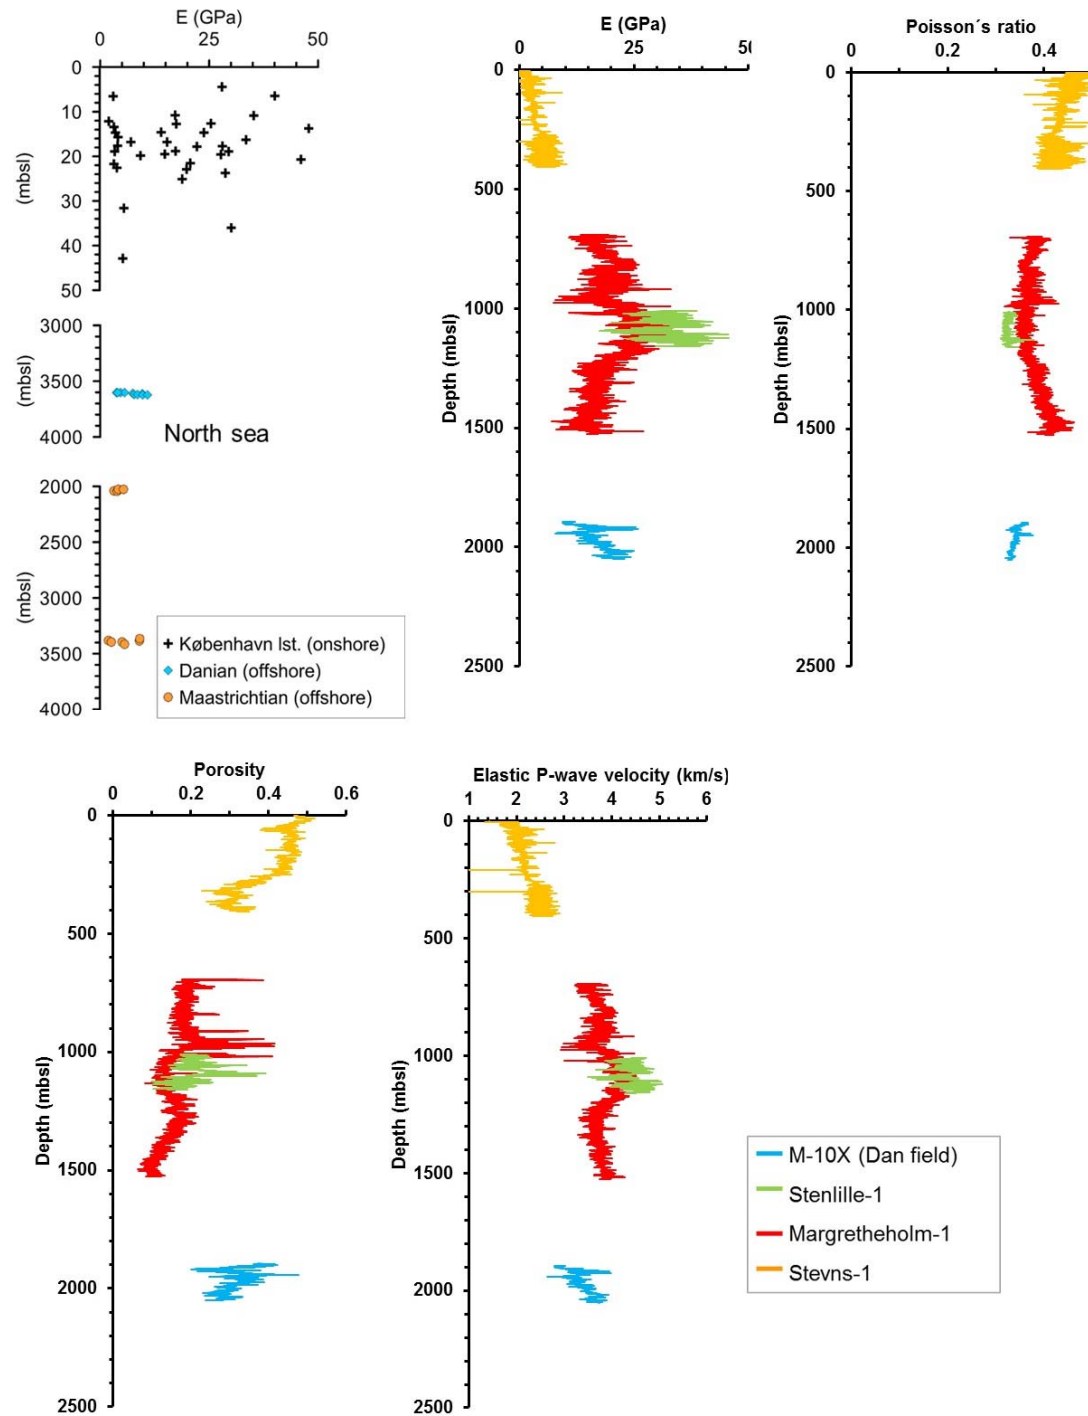 E (GPa)
0 25 50
0
10
20
30
40
50
(mbsl)
3000
3500
4000
(mbsl)
North sea
2000
2500
3000
3500
4000
(mbsl)
København lst. (onshore)
Danian (offshore)
Maastrichtian (offshore)
E (GPa)
0 25 50
0
500
1000
1500
2000
2500
Depth (mbsl)
Poisson´s ratio
0 0.2 0.4
0
500
1000
1500
2000
2500
Depth (mbsl)
Porosity
0 0.2 0.4 0.6
0
500
1000
1500
2000
2500
Depth (mbsl)
Elastic P-wave velocity (km/s)
1 2 3 4 5 6
0
500
1000
1500
2000
2500
Depth (mbsl)
M-10X (Dan field)
Stenlille-1
Margretheholm-1
Stevns-1